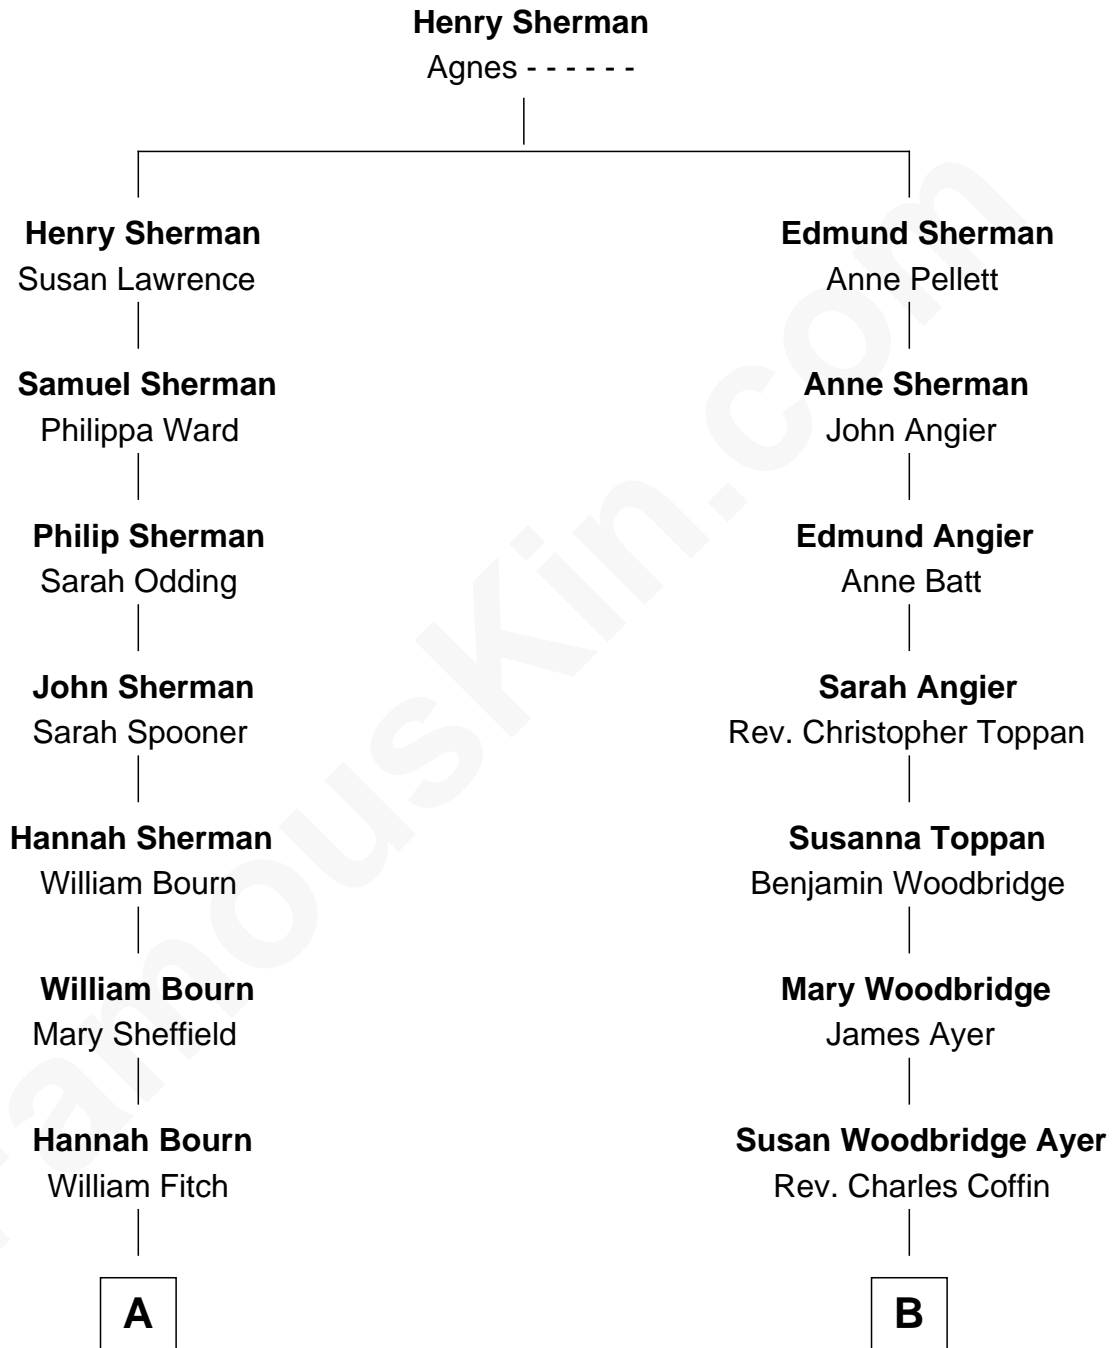 Henry Sherman
Agnes - - - - - -
Henry Sherman
Susan Lawrence
Samuel Sherman
Philippa Ward
Philip Sherman
Sarah Odding
John Sherman
Sarah Spooner
Hannah Sherman
William Bourn
William Bourn
Mary Sheffield
Hannah Bourn
William Fitch
A
Edmund Sherman
Anne Pellett
Anne Sherman
John Angier
Edmund Angier
Anne Batt
Sarah Angier
Rev. Christopher Toppan
Susanna Toppan
Benjamin Woodbridge
Mary Woodbridge
James Ayer
Susan Woodbridge Ayer
Rev. Charles Coffin
B
FamousKin.com